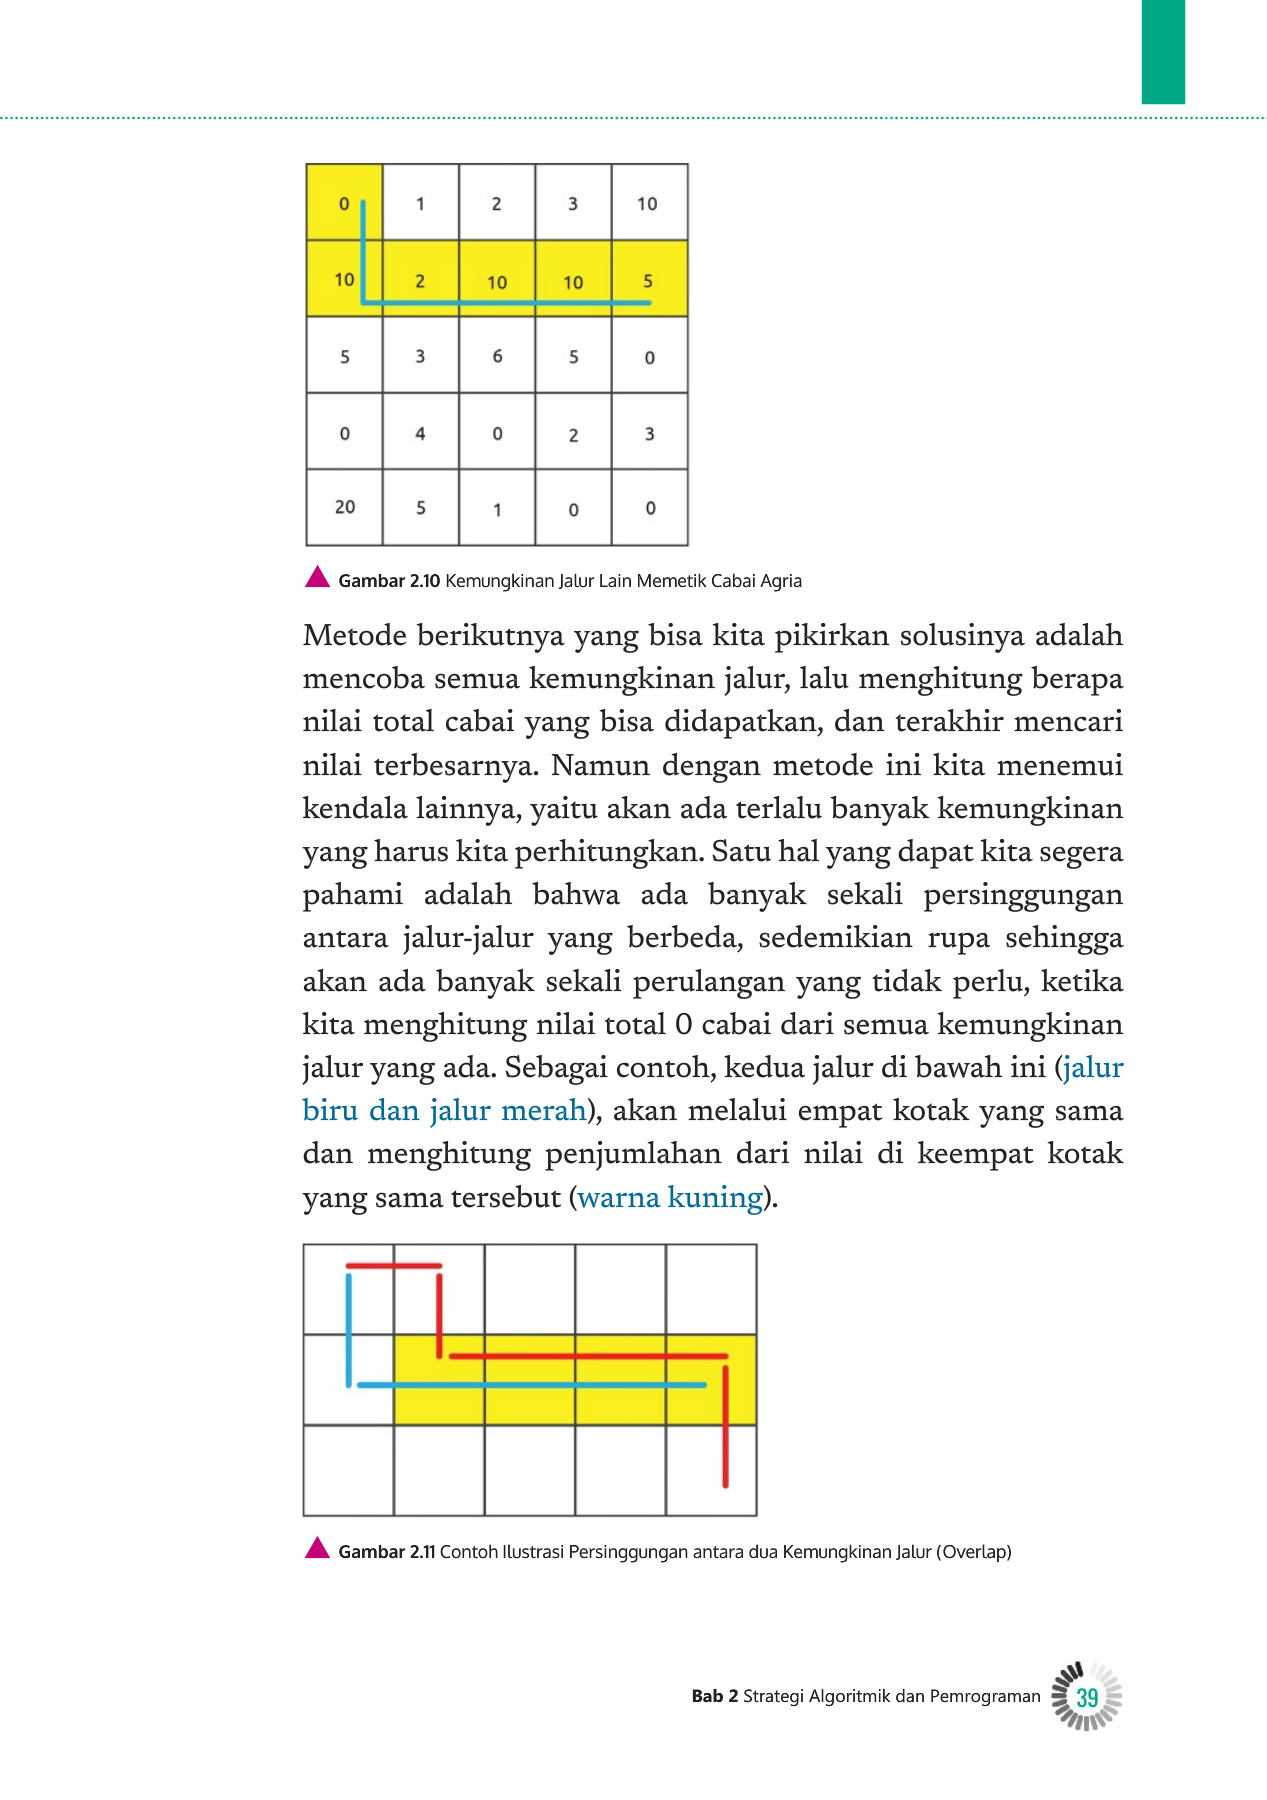 0 1 2 3 10
10 2 10 10 5
5 3 6 5 0
0 4 0 2 3
20 5 1 0 0
Gambar 2.10 Kemungkinan Jalur Lain Memetik Cabai Agria
Metode berikutnya yang bisa kita pikirkan solusinya adalah
mencoba semua kemungkinan jalur, lalu menghitung berapa
nilai total cabai yang bisa didapatkan, dan terakhir mencari
nilai terbesarnya. Namun dengan metode ini kita menemui
kendala lainnya, yaitu akan ada terlalu banyak kemungkinan
yang harus kita perhitungkan. Satu hal yang dapat kita segera
pahami adalah bahwa ada banyak sekali persinggungan
antara jalur-jalur yang berbeda, sedemikian rupa sehingga
akan ada banyak sekali perulangan yang tidak perlu, ketika
kita menghitung nilai total 0 cabai dari semua kemungkinan
jalur yang ada. Sebagai contoh, kedua jalur di bawah ini (jalur
biru dan jalur merah), akan melalui empat kotak yang sama
dan menghitung penjumlahan dari nilai di keempat kotak
yang sama tersebut (warna kuning).
Gambar 2.11 Contoh Ilustrasi Persinggungan antara dua Kemungkinan Jalur (Overlap)
Bab 2 Strategi Algoritmik dan Pemrograman 39